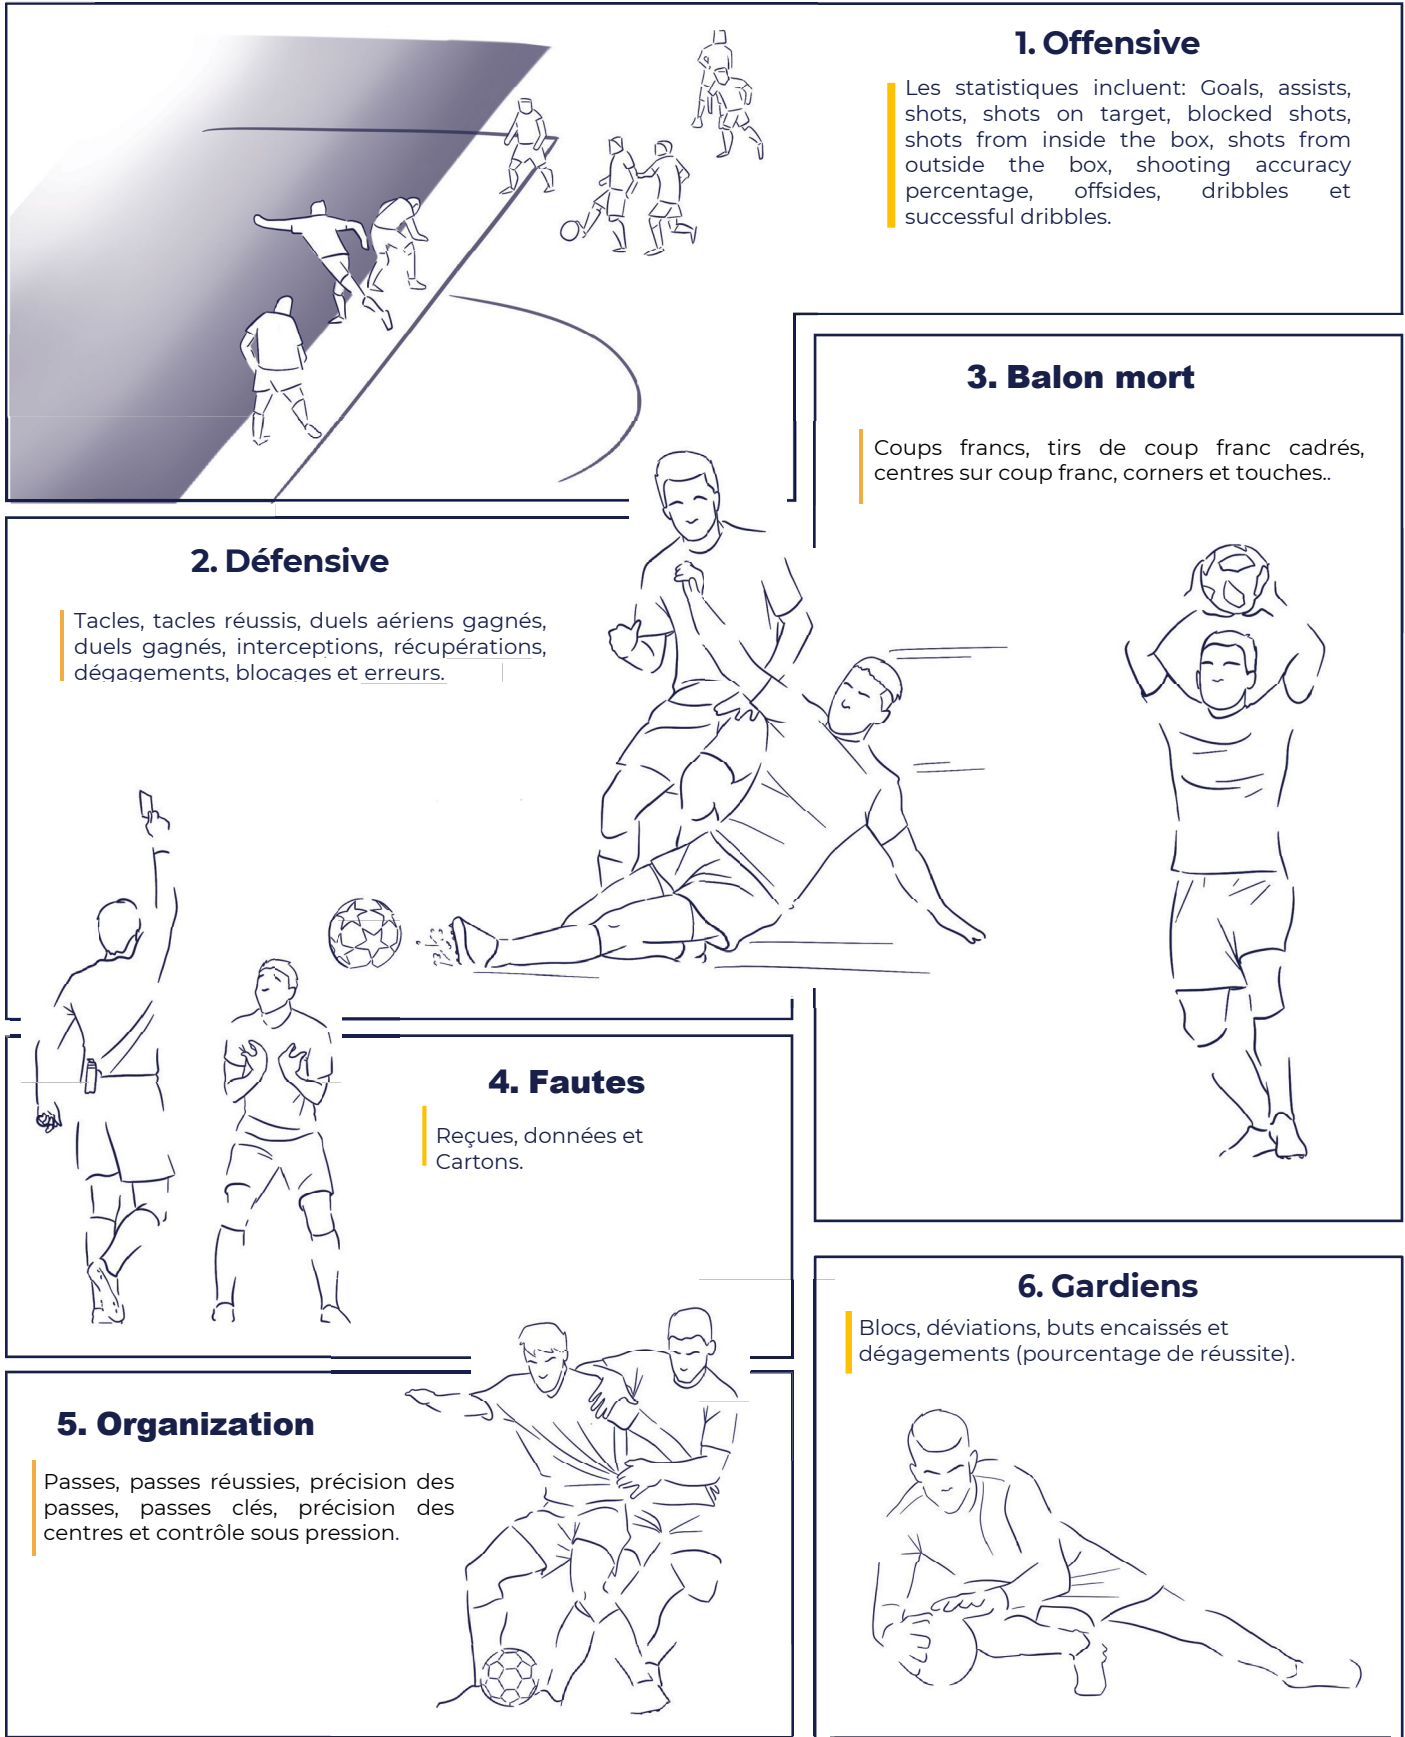 1. Offensive
Les statistiques incluent: Goals, assists,
shots, shots on target, blocked shots,
shots from inside the box, shots from
outside the box, shooting accuracy
percentage, offsides, dribbles et
successful dribbles.
2. Défensive
Tacles, tacles réussis, duels aériens gagnés,
duels gagnés, interceptions, récupérations,
dégagements, blocages et erreurs.
3. Balon mort
Coups francs, tirs de coup franc cadrés,
centres sur coup franc, corners et touches..
4. Fautes
Reçues, données et
Cartons.
5. Organization
Passes, passes réussies, précision des
passes, passes clés, précision des
centres et contrôle sous pression.
6. Gardiens
Blocs, déviations, buts encaissés et
dégagements (pourcentage de réussite).